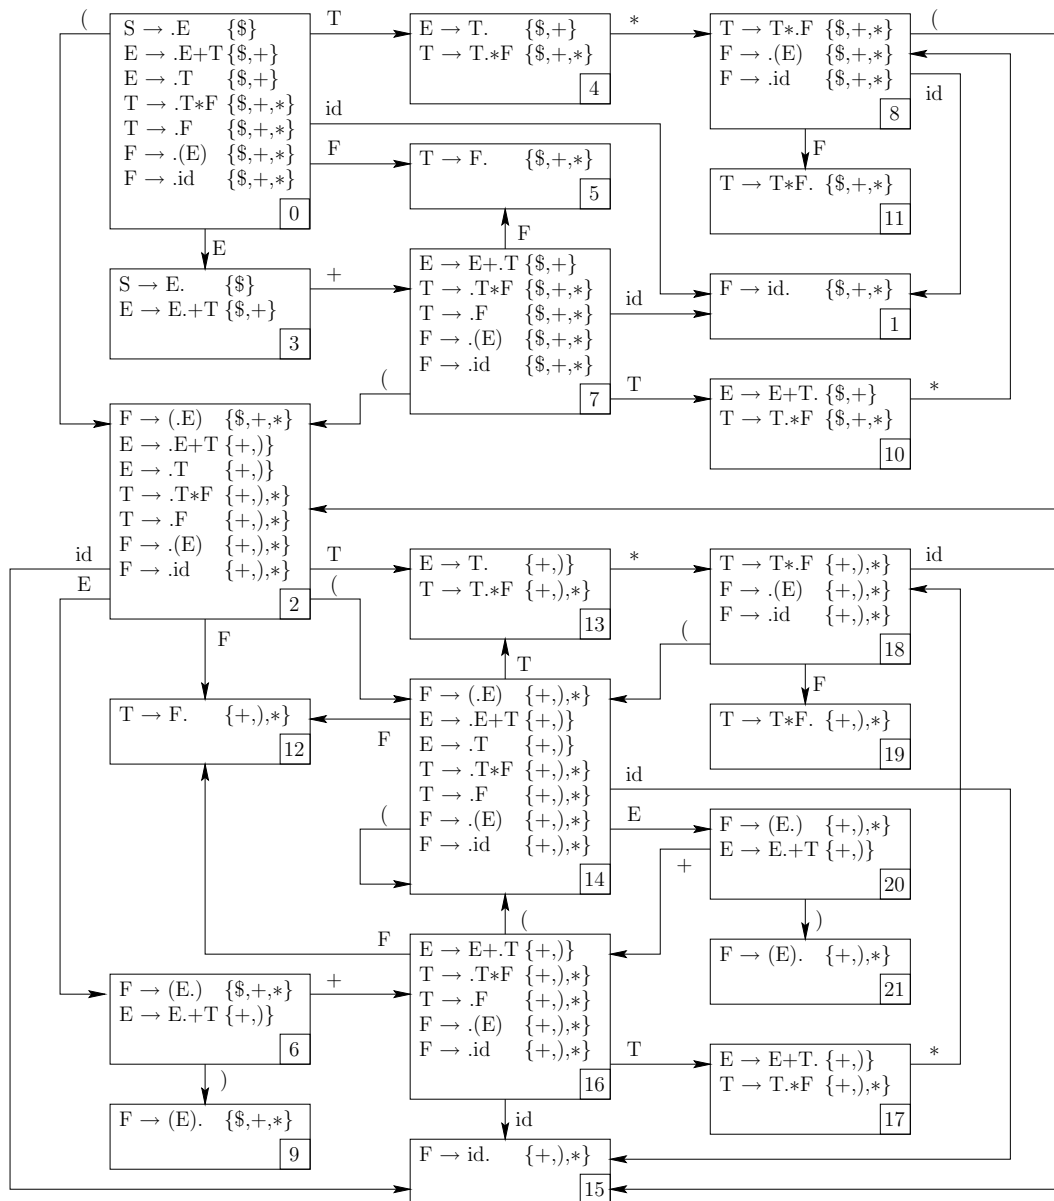 ( T * (
S → .E {$}
E → .E+T {$,+}
E → .T {$,+}
T → .T*F {$,+,*}
T → .F {$,+,*}
F → .(E) {$,+,*}
F → .id {$,+,*}
0
E → T. {$,+}
T → T.*F {$,+,*}
4
T → T*.F {$,+,*}
F → .(E) {$,+,*}
F → .id {$,+,*}
8
id
id
F
F
T → F. {$,+,*}
5
T → T*F. {$,+,*}
11
E
F
S → E. {$}
E → E.+T {$,+}
3
+
E → E+.T {$,+}
T → .T*F {$,+,*}
T → .F {$,+,*}
F → .(E) {$,+,*}
F → .id {$,+,*}
7
id
F → id. {$,+,*}
1
(
T
*
E → E+T. {$,+}
T → T.*F {$,+,*}
10
F → (.E) {$,+,*}
E → .E+T {+,)}
E → .T {+,)}
T → .T*F {+,),*}
T → .F {+,),*}
F → .(E) {+,),*}
F → .id {+,),*}
2
id
E
T
(
F
E → T. {+,)}
T → T.*F {+,),*}
13
*
T → T*.F {+,),*}
F → .(E) {+,),*}
F → .id {+,),*}
18
id
(
T
F
T → F. {+,),*}
12
F
F → (.E) {+,),*}
E → .E+T {+,)}
E → .T {+,)}
T → .T*F {+,),*}
T → .F {+,),*}
F → .(E) {+,),*}
F → .id {+,),*}
14
T → T*F. {+,),*}
19
id
(
E
F → (E.) {+,),*}
E → E.+T {+,)}
20
+
(
)
F
E → E+.T {+,)}
T → .T*F {+,),*}
T → .F {+,),*}
F → .(E) {+,),*}
F → .id {+,),*}
16
F → (E). {+,),*}
21
F → (E.) {$,+,*}
E → E.+T {+,)}
6
+
T
*
E → E+T. {+,)}
T → T.*F {+,),*}
17
)
id
F → (E). {$,+,*}
9
F → id. {+,),*}
15